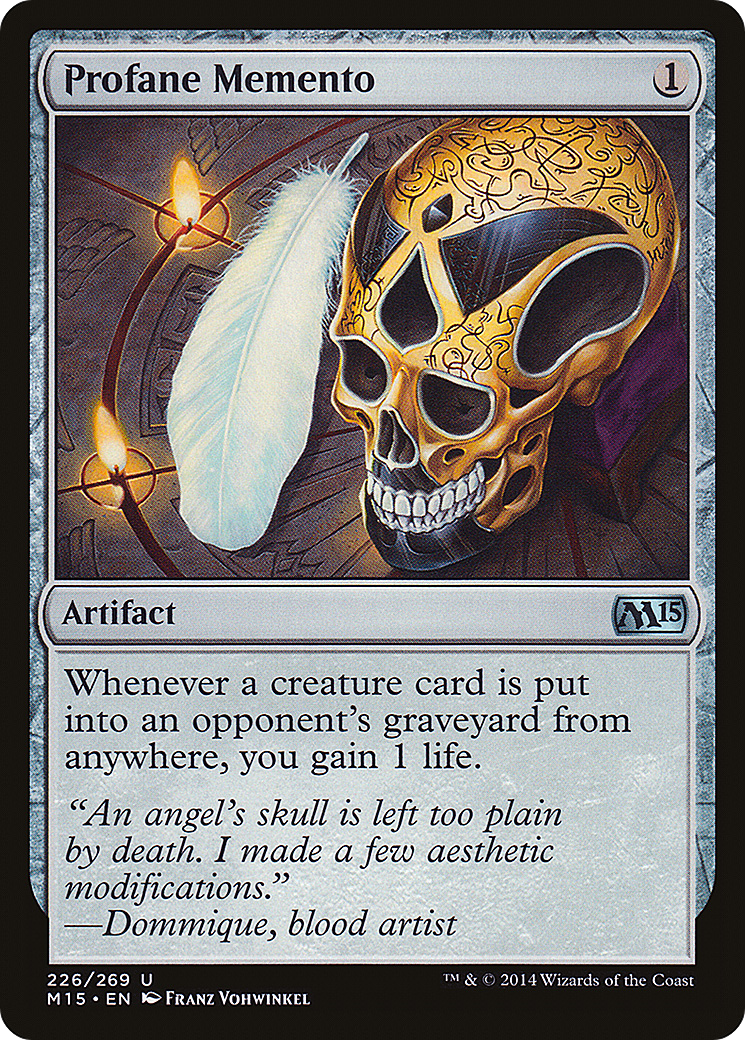 Profane Memento 1
Artifact M15
Whenever a creature card is put
into an opponent's graveyard from
anywhere, you gain 1 life.
“An angel's skull is left too plain
by death. I made a few aesthetic
modifications.”
—Dommique, blood artist
226/269 U ™ & © 2014 Wizards of the Coast
M15 • EN Franz Vohwinkel